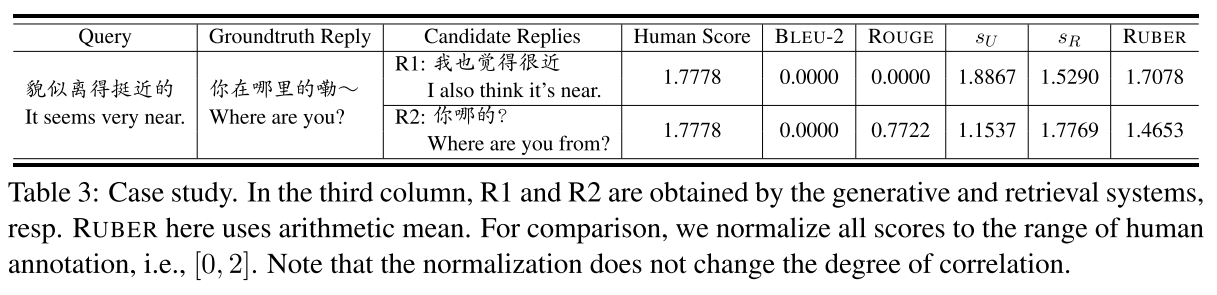 Query Groundtruth Reply Candidate Replies Human Score BLEU-2 ROUGE sU sR RUBER
貌似离得挺近的
It seems very near.
你在哪里的嘞～
Where are you?
R1: 我也觉得很近
I also think it's near.
1.7778 0.0000 0.0000 1.8867 1.5290 1.7078
R2: 你哪的?
Where are you from?
1.7778 0.0000 0.7722 1.1537 1.7769 1.4653
Table 3: Case study. In the third column, R1 and R2 are obtained by the generative and retrieval systems,
resp. RUBER here uses arithmetic mean. For comparison, we normalize all scores to the range of human
annotation, i.e., [0, 2]. Note that the normalization does not change the degree of correlation.